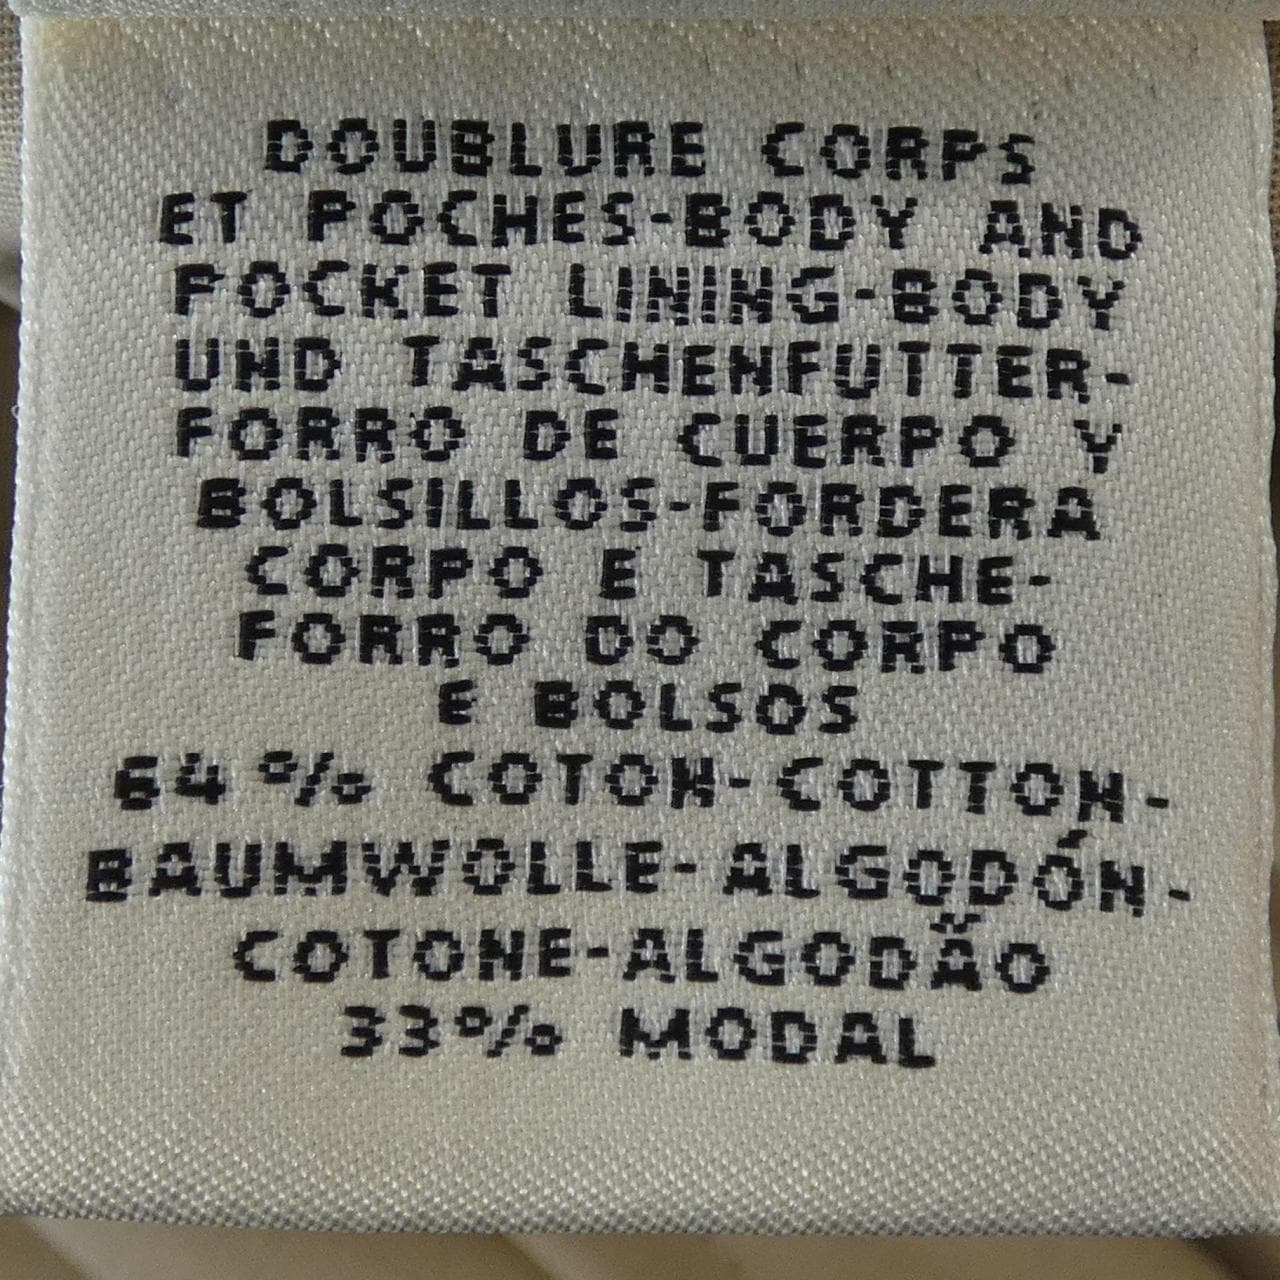 DOUBLURE CORPS
ET POCHES-BODY AND
POCKET LINING-BODY
UND TASCHENFUTTER-
FORRO DE CUERPO Y
BOLSILLOS-FORDERA
CORPO E TASCHE-
FORRO DO CORPO
E BOLSOS
64% COTON-COTTON-
BAUMWOLLE-ALGODÓN-
COTONE-ALGODÃO
33% MODAL